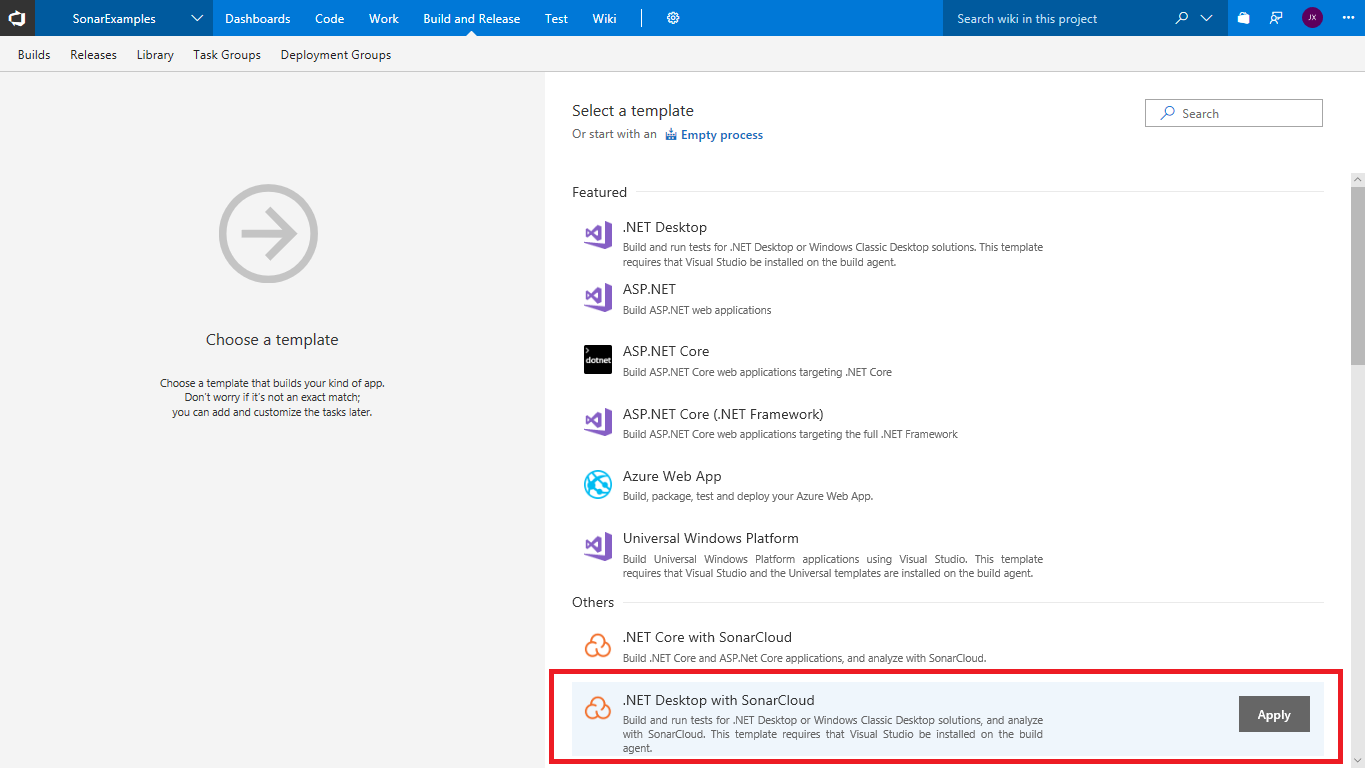 SonarExamples
Dashboards Code Work Build and Release Test Wiki
Search wiki in this project
JX
Builds Releases Library Task Groups Deployment Groups
Choose a template
Choose a template that builds your kind of app.
Don't worry if it's not an exact match;
you can add and customize the tasks later.
Select a template
Search
Or start with an Empty process
Featured
.NET Desktop
Build and run tests for .NET Desktop or Windows Classic Desktop solutions. This template
requires that Visual Studio be installed on the build agent.
ASP.NET
Build ASP.NET web applications
dotnet
ASP.NET Core
Build ASP.NET Core web applications targeting .NET Core
ASP.NET Core (.NET Framework)
Build ASP.NET Core web applications targeting the full .NET Framework
Azure Web App
Build, package, test and deploy your Azure Web App.
Universal Windows Platform
Build Universal Windows Platform applications using Visual Studio. This template
requires that Visual Studio and the Universal templates are installed on the build agent.
Others
.NET Core with SonarCloud
Build .NET Core and ASP.Net Core applications, and analyze with SonarCloud.
.NET Desktop with SonarCloud
Build and run tests for .NET Desktop or Windows Classic Desktop solutions, and analyze
with SonarCloud. This template requires that Visual Studio be installed on the build
agent.
Apply